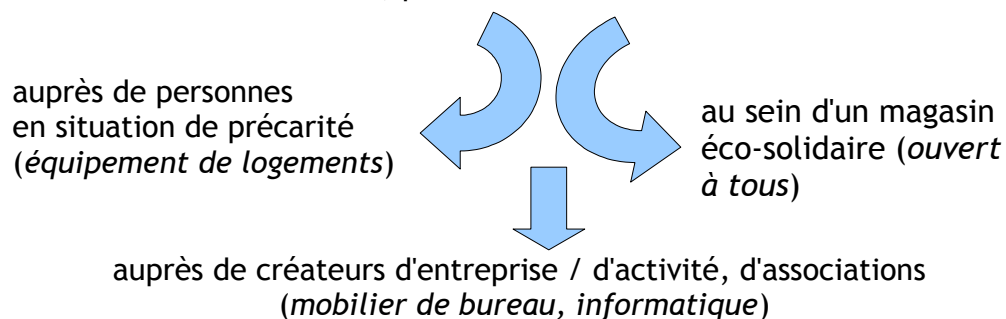 auprès de personnes
en situation de précarité
(équipement de logements)
au sein d'un magasin
éco-solidaire (ouvert
à tous)
auprès de créateurs d'entreprise / d'activité, d'associations
(mobilier de bureau, informatique)